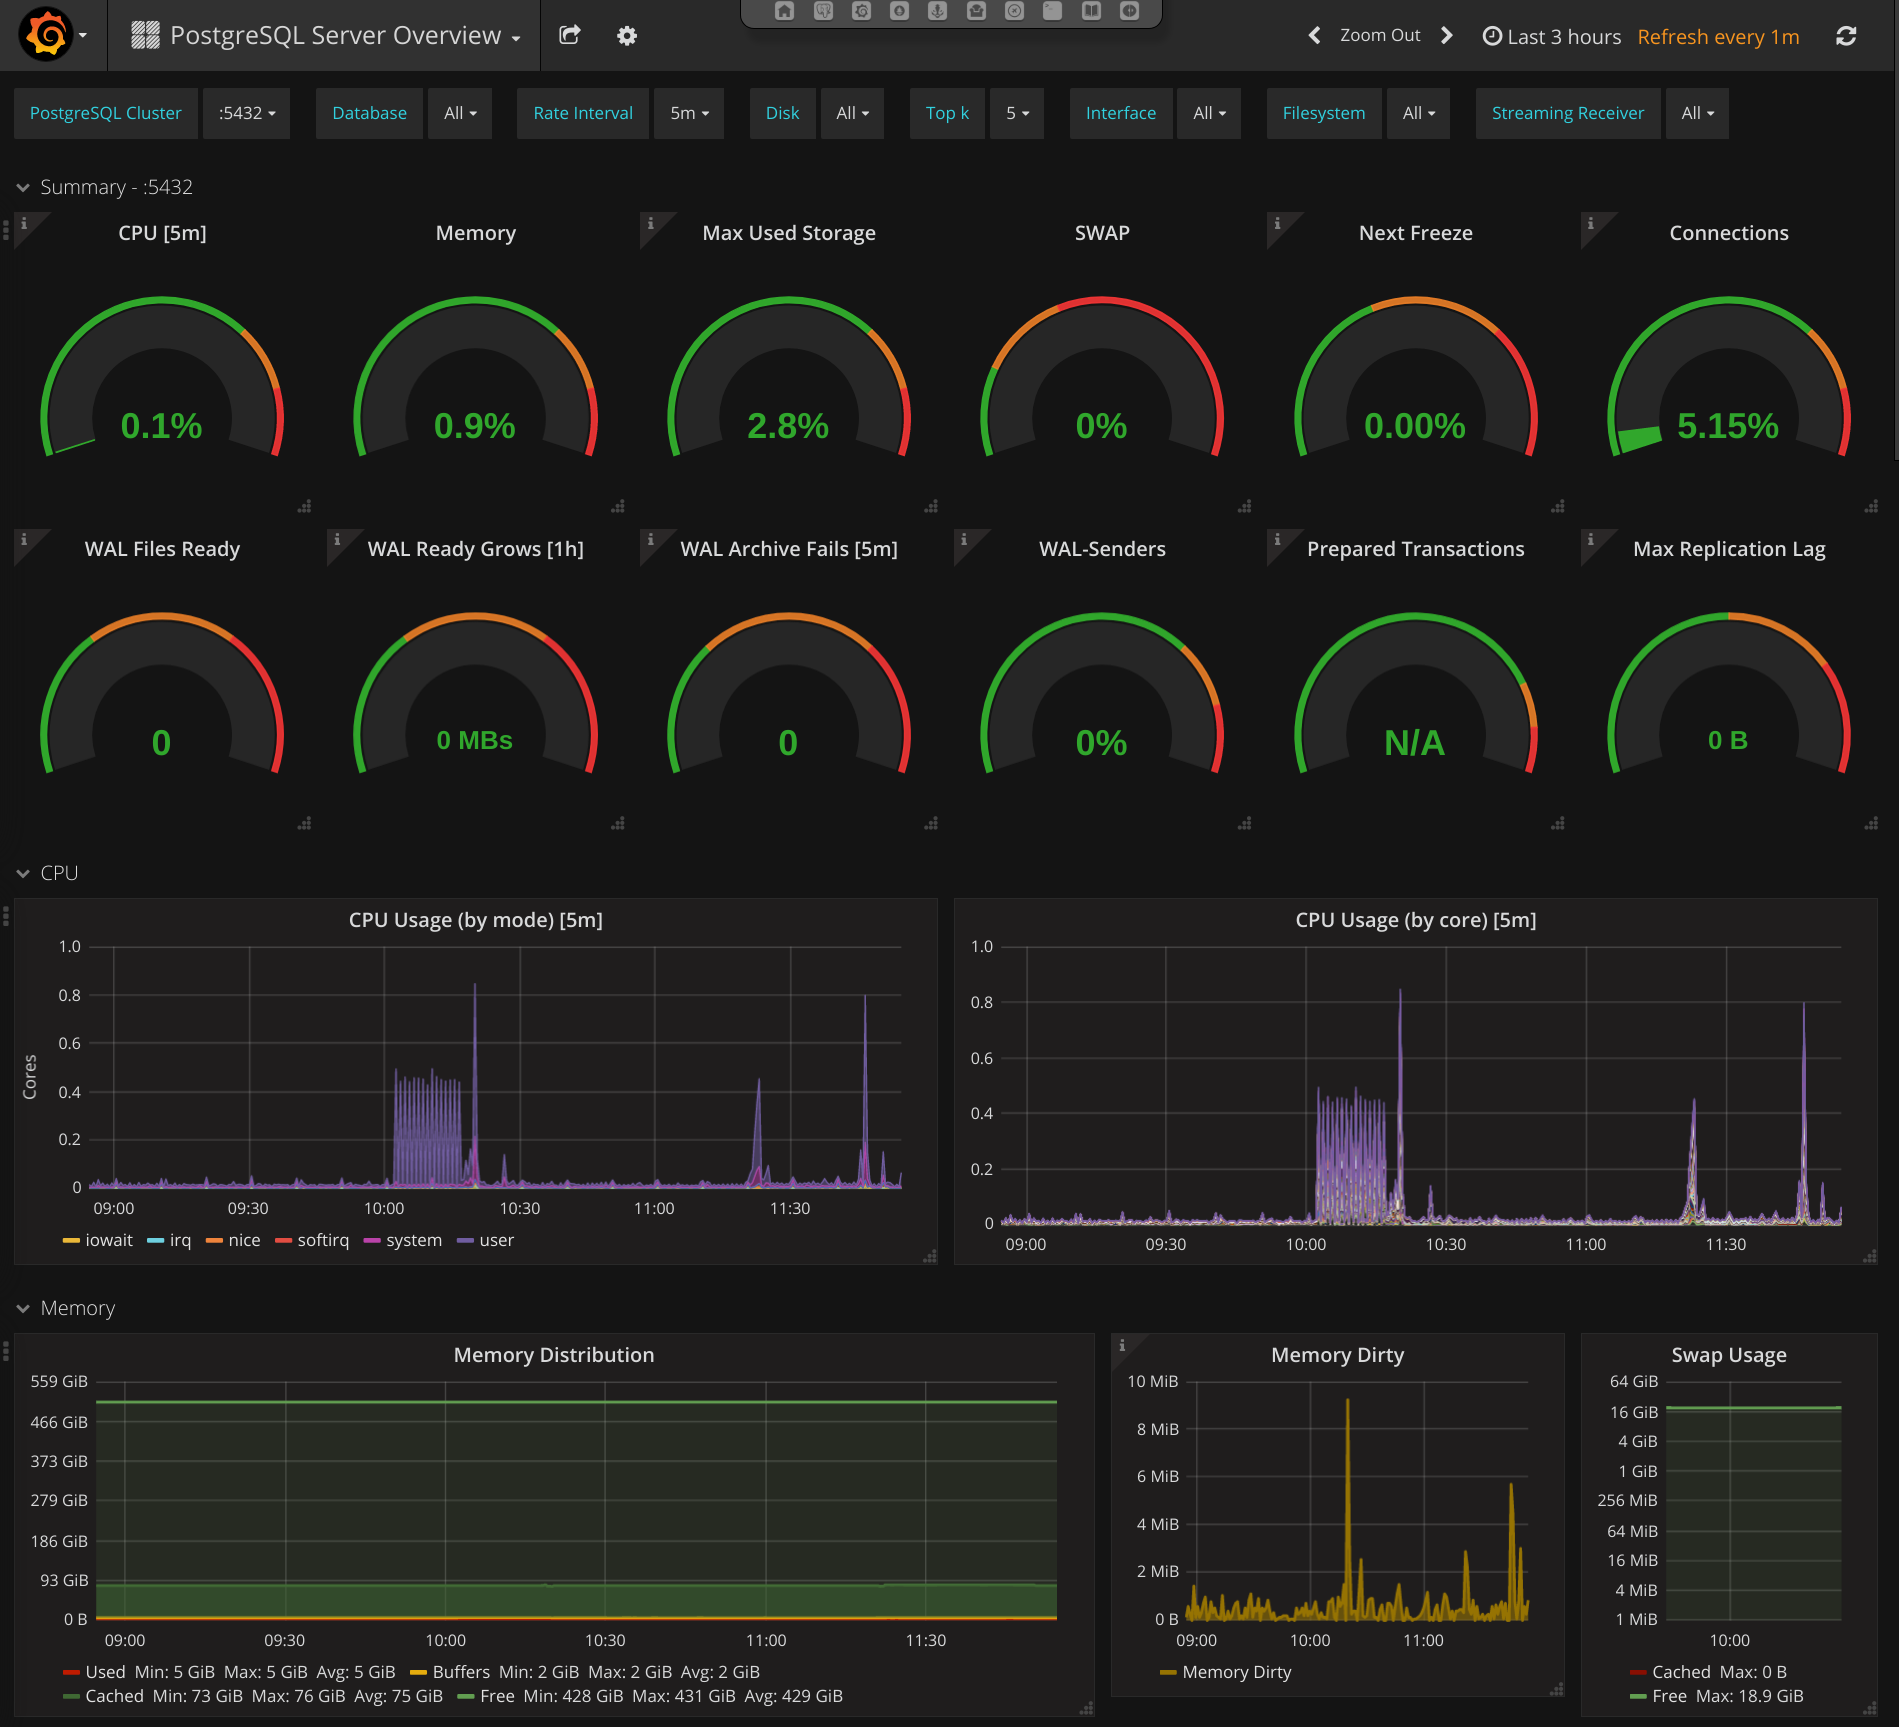 PostgreSQL Server Overview
Zoom Out
Last 3 hours Refresh every 1m
PostgreSQL Cluster :5432 Database All Rate Interval 5m Disk All Top k 5 Interface All Filesystem All Streaming Receiver All
Summary - :5432
CPU [5m] Memory Max Used Storage SWAP Next Freeze Connections
0.1% 0.9% 2.8% 0% 0.00% 5.15%
WAL Files Ready WAL Ready Grows [1h] WAL Archive Fails [5m] WAL-Senders Prepared Transactions Max Replication Lag
0 0 MBs 0 0% N/A 0 B
CPU
CPU Usage (by mode) [5m]
1.0
0.8
0.6
0.4
0.2
0
Cores
09:00 09:30 10:00 10:30 11:00 11:30
iowait irq nice softirq system user
CPU Usage (by core) [5m]
1.0
0.8
0.6
0.4
0.2
0
09:00 09:30 10:00 10:30 11:00 11:30
Memory
Memory Distribution
559 GiB
466 GiB
373 GiB
279 GiB
186 GiB
93 GiB
0 B
09:00 09:30 10:00 10:30 11:00 11:30
Used Min: 5 GiB Max: 5 GiB Avg: 5 GiB Buffers Min: 2 GiB Max: 2 GiB Avg: 2 GiB
Cached Min: 73 GiB Max: 76 GiB Avg: 75 GiB Free Min: 428 GiB Max: 431 GiB Avg: 429 GiB
Memory Dirty
10 MiB
8 MiB
6 MiB
4 MiB
2 MiB
0 B
09:00 10:00 11:00
Memory Dirty
Swap Usage
64 GiB
16 GiB
4 GiB
1 GiB
256 MiB
64 MiB
16 MiB
4 MiB
1 MiB
10:00
Cached Max: 0 B
Free Max: 18.9 GiB